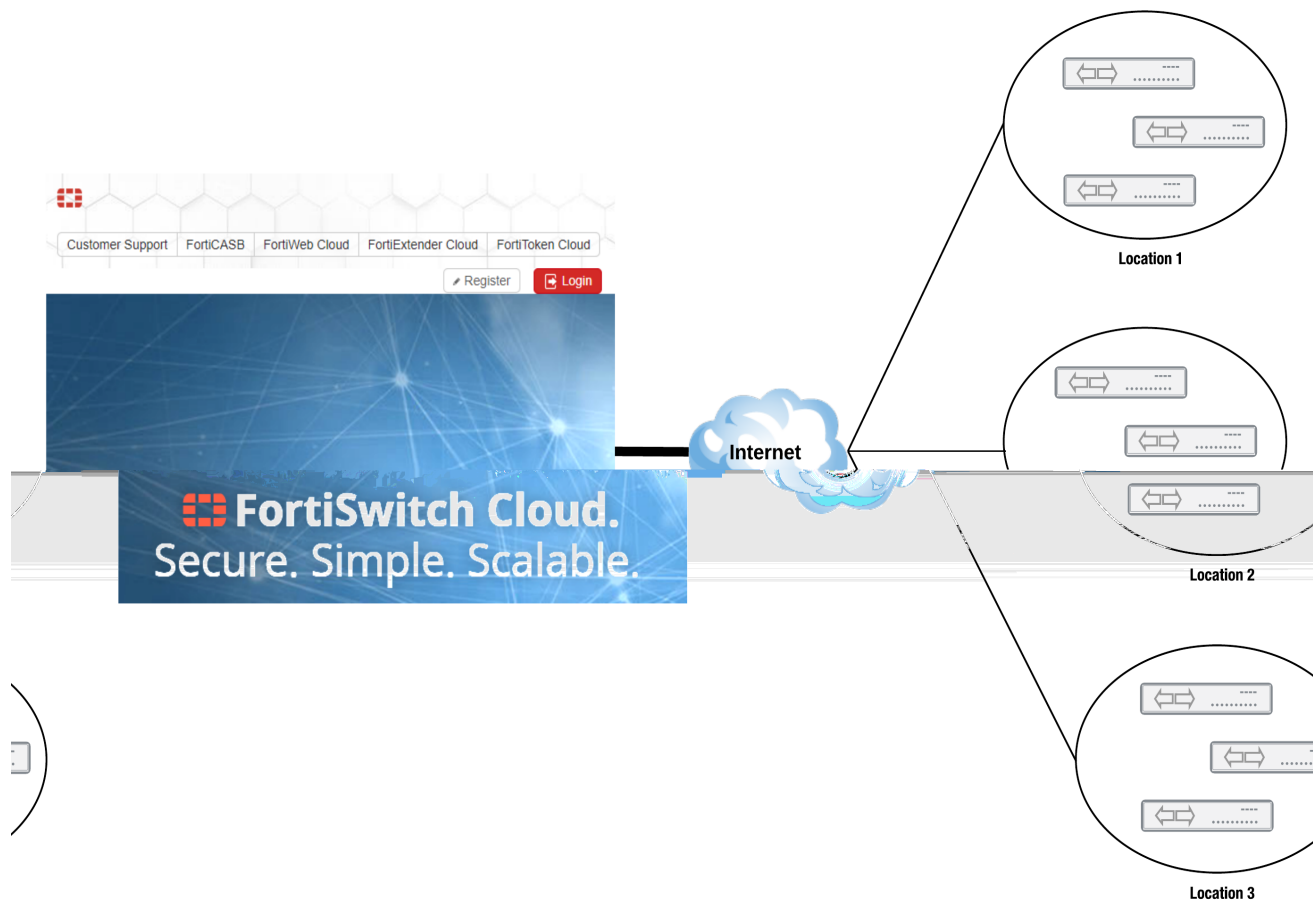 Customer Support FortiCASB FortiWeb Cloud FortiExtender Cloud FortiToken Cloud
Register Login
Location 1
Internet
FortiSwitch Cloud.
Secure. Simple. Scalable.
Location 2
Location 3